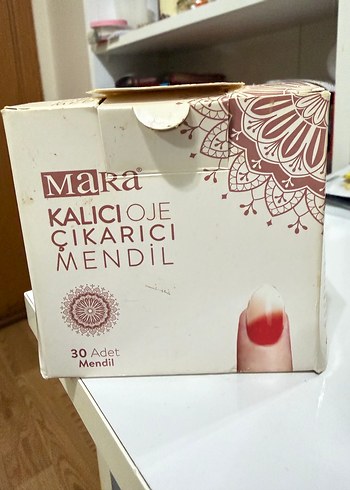 MaRa®
KALICI OJE
ÇIKARICI
MENDİL
30 Adet
Mendil